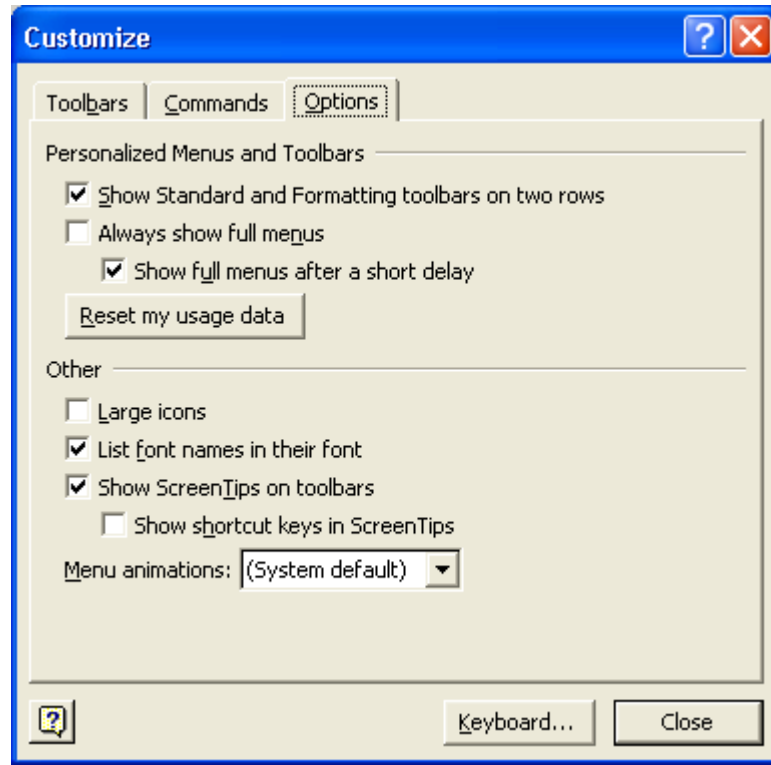 Customize
Toolbars Commands Options
Personalized Menus and Toolbars
Show Standard and Formatting toolbars on two rows
Always show full menus
Show full menus after a short delay
Reset my usage data
Other
Large icons
List font names in their font
Show ScreenTips on toolbars
Show shortcut keys in ScreenTips
Menu animations: (System default)
Keyboard... Close